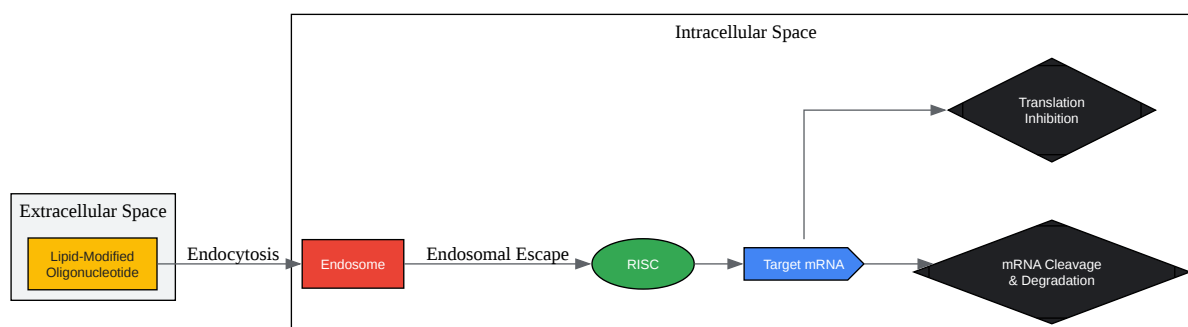 Intracellular Space
Translation
Inhibition
Extracellular Space
Lipid-Modified
Oligonucleotide
Endocytosis
Endosome
Endosomal Escape
RISC
Target mRNA
mRNA Cleavage
& Degradation